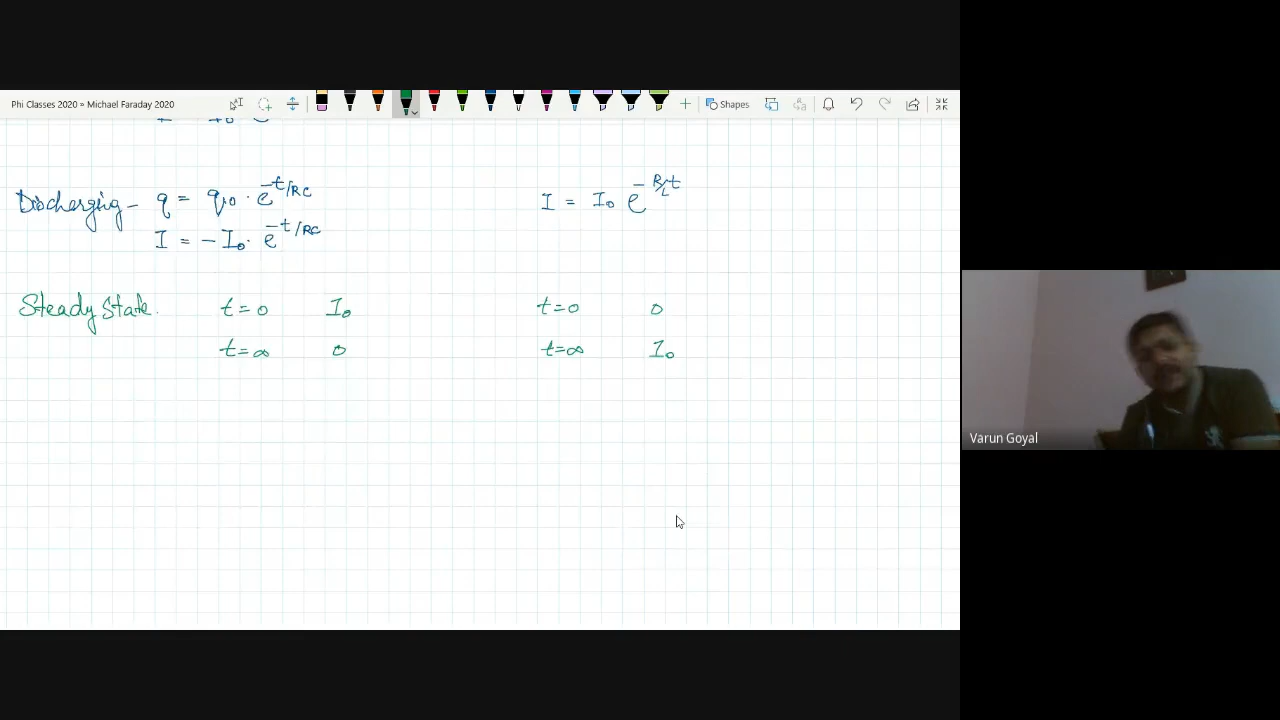 Phi Classes 2020 » Michael Faraday 2020
Shapes
Discharging – q = q₀ · e^-t/RC
I = I₀ e^-R/L t
I = - I₀ · e^-t/RC
Steady State. t=0 I₀ t=0 0
t=∞ 0 t=∞ I₀
Varun Goyal